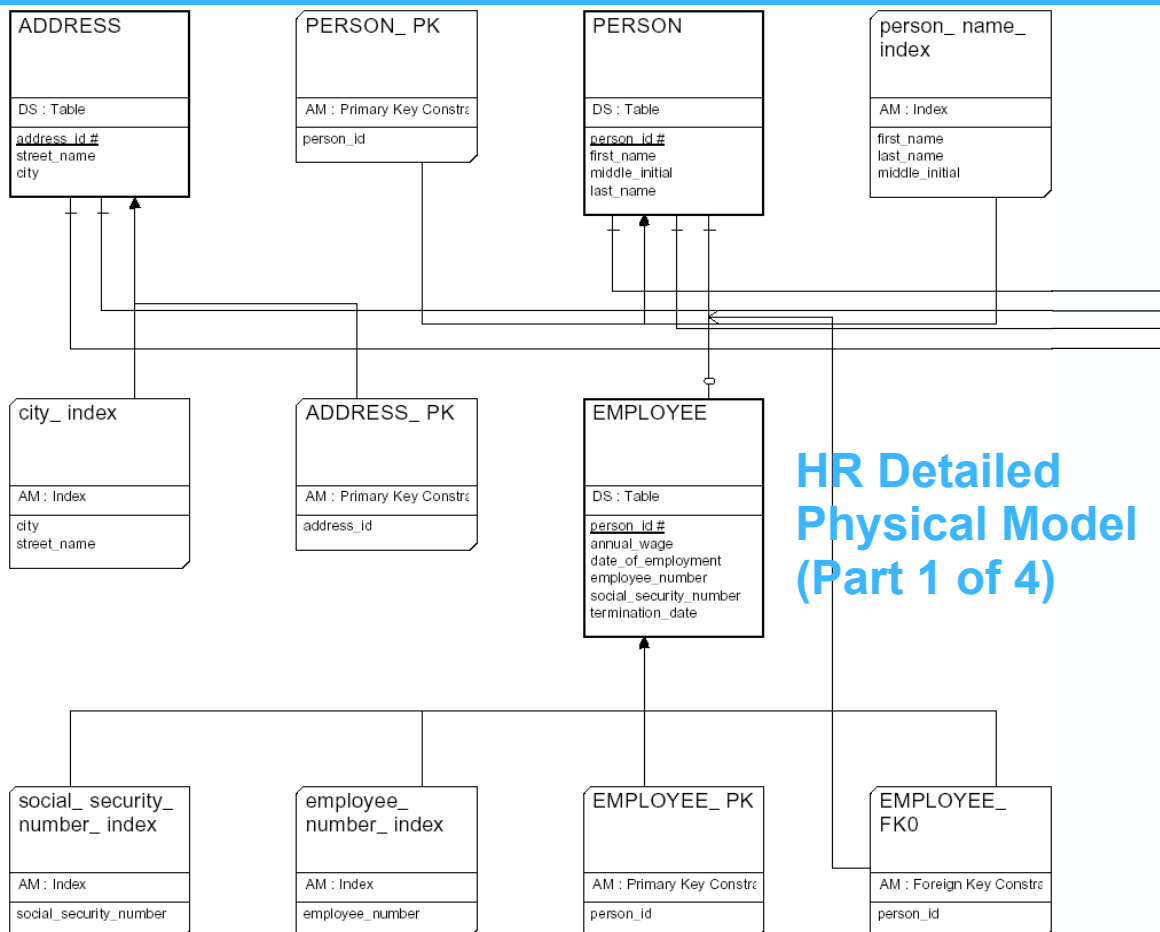 ADDRESS
DS : Table
address_id #
street_name
city
PERSON_ PK
AM : Primary Key Constra
person_id
PERSON
DS : Table
person_id #
first_name
middle_initial
last_name
person_ name_
index
AM : Index
first_name
last_name
middle_initial
city_ index
AM : Index
city
street_name
ADDRESS_ PK
AM : Primary Key Constra
address_id
EMPLOYEE
DS : Table
person_id #
annual_wage
date_of_employment
employee_number
social_security_number
termination_date
HR Detailed
Physical Model
(Part 1 of 4)
social_ security_
number_ index
AM : Index
social_security_number
employee_
number_ index
AM : Index
employee_number
EMPLOYEE_ PK
AM : Primary Key Constra
person_id
EMPLOYEE_
FK0
AM : Foreign Key Constra
person_id